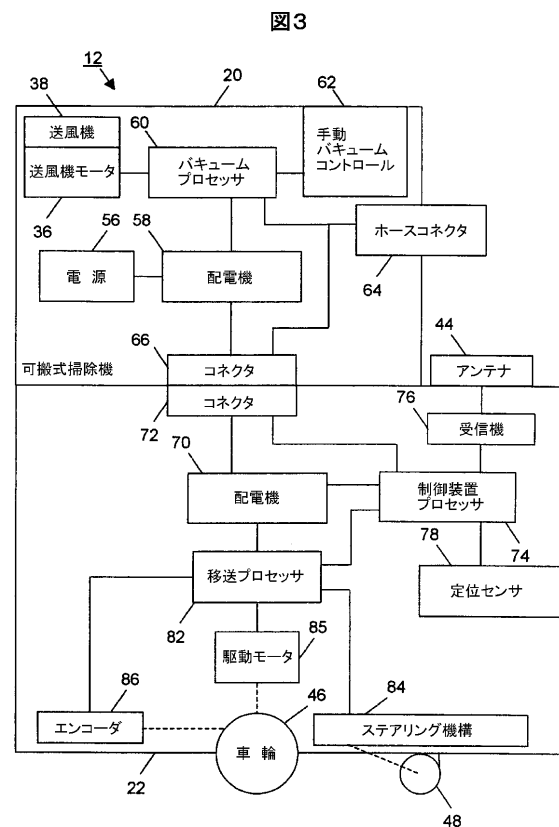 図3
12
20
38
60
62
送風機
送風機モータ
バキューム
プロセッサ
手動
バキューム
コントロール
36
56
58
ホースコネクタ
電 源
配電機
64
66
コネクタ
44
可搬式掃除機
アンテナ
72
コネクタ
76
受信機
70
配電機
制御装置
プロセッサ
78
74
移送プロセッサ
定位センサ
82
85
駆動モータ
86
46
84
エンコーダ
ステアリング機構
車 輪
22
48